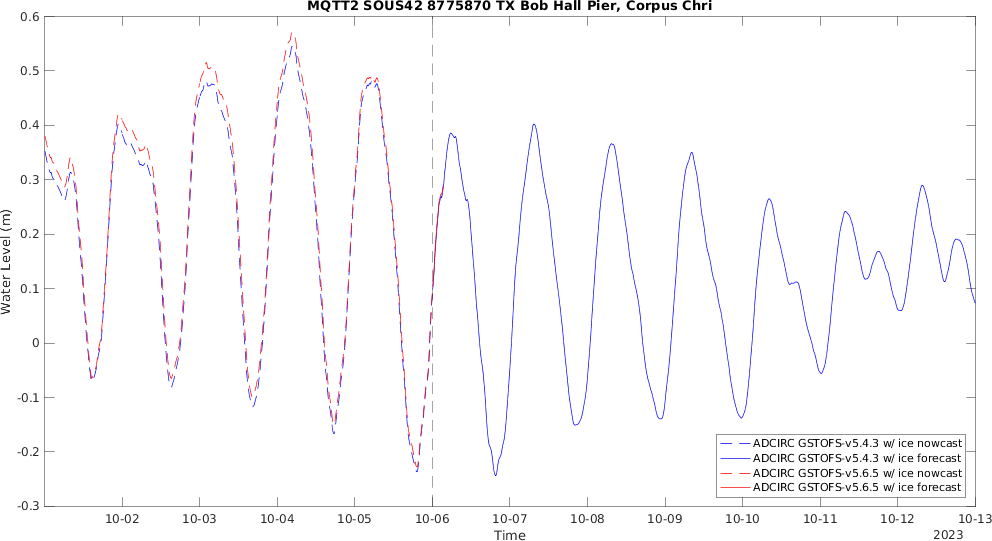 MQTT2 SOUS42 8775870 TX Bob Hall Pier, Corpus Chri
Water Level (m)
0.6
0.5
0.4
0.3
0.2
0.1
0
-0.1
-0.2
-0.3
10-02 10-03 10-04 10-05 10-06 10-07 10-08 10-09 10-10 10-11 10-12 10-13
Time
2023
ADCIRC GSTOFS-v5.4.3 w/ ice nowcast
ADCIRC GSTOFS-v5.4.3 w/ ice forecast
ADCIRC GSTOFS-v5.6.5 w/ ice nowcast
ADCIRC GSTOFS-v5.6.5 w/ ice forecast